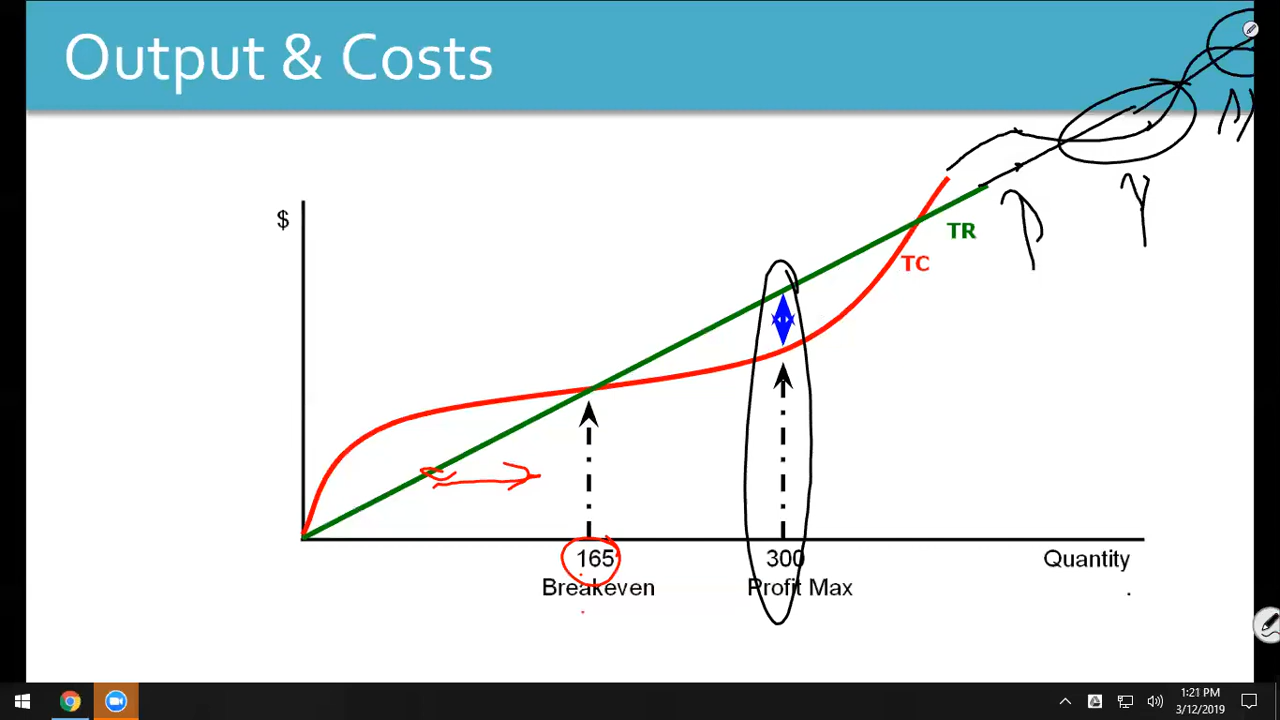 Output & Costs
$
TR
TC
165
300
Quantity
Breakeven
Profit Max
1:21 PM
3/12/2019